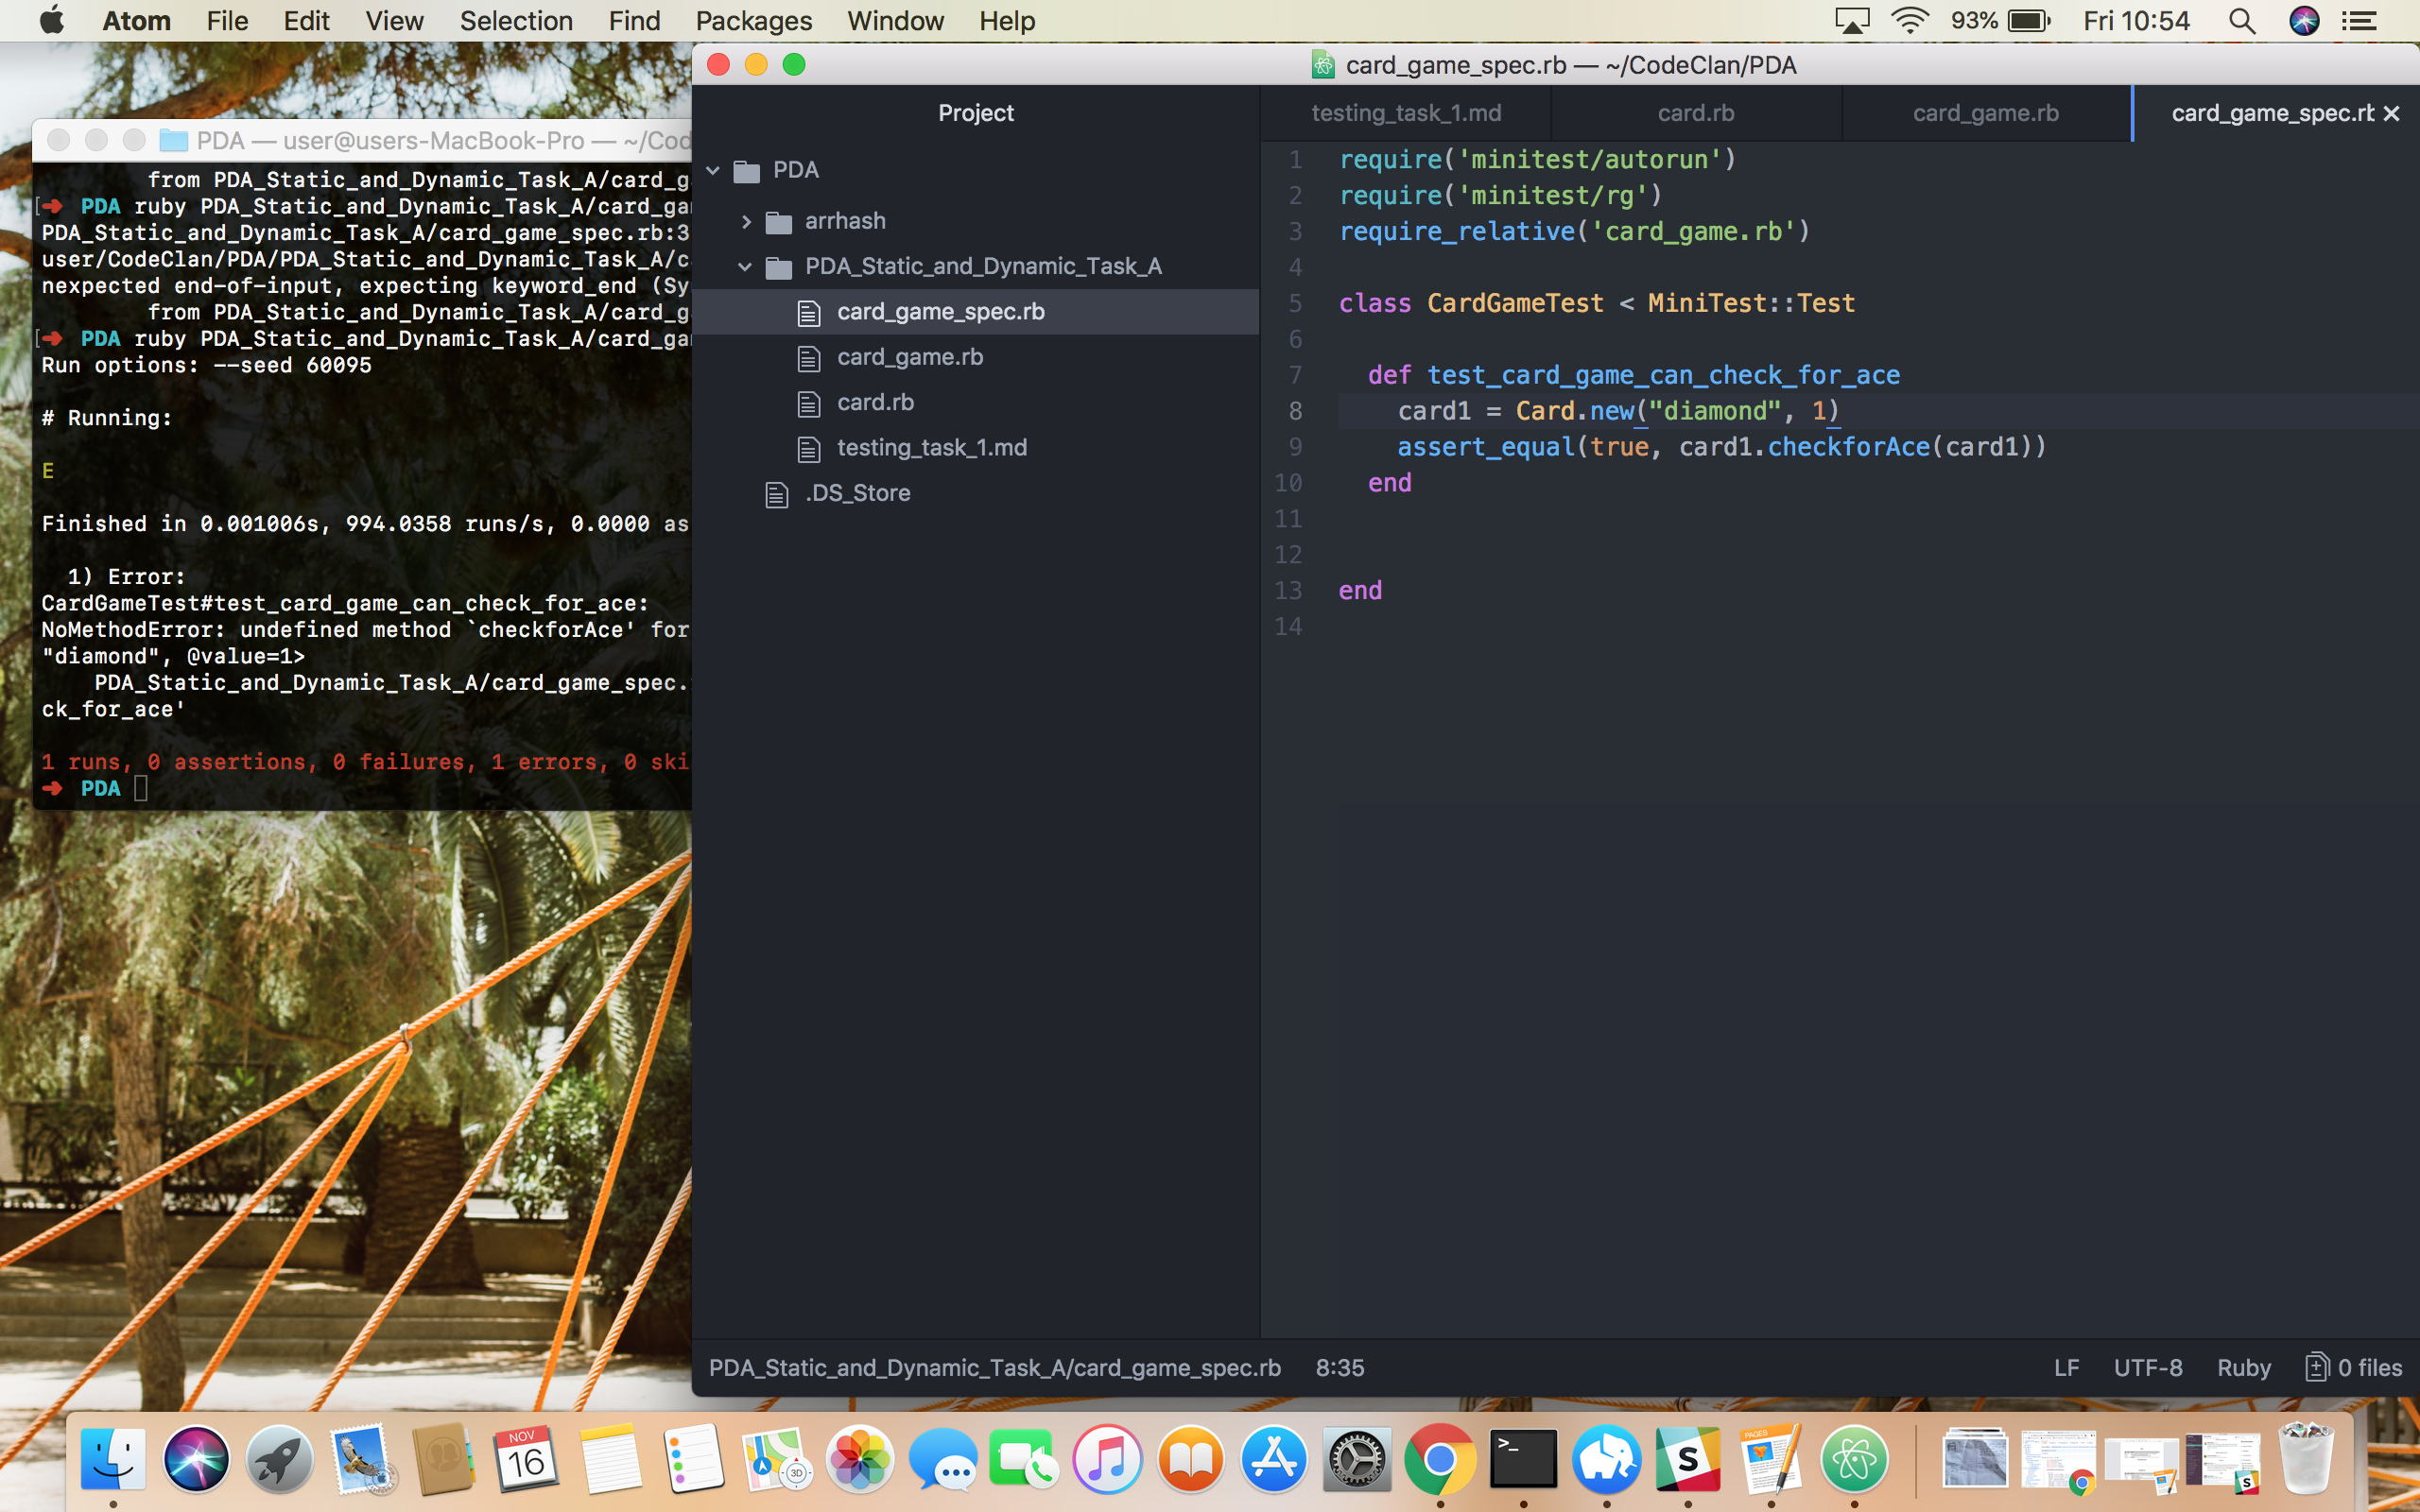 Atom File Edit View Selection Find Packages Window Help 93% Fri 10:54
PDA — user@users-MacBook-Pro — ~/Cod
from PDA_Static_and_Dynamic_Task_A/card_g
PDA ruby PDA_Static_and_Dynamic_Task_A/card_ga
PDA_Static_and_Dynamic_Task_A/card_game_spec.rb:3
user/CodeClan/PDA/PDA_Static_and_Dynamic_Task_A/c
nexpected end-of-input, expecting keyword_end (Sy
from PDA_Static_and_Dynamic_Task_A/card_g
PDA ruby PDA_Static_and_Dynamic_Task_A/card_ga
Run options: --seed 60095
# Running:
E
Finished in 0.001006s, 994.0358 runs/s, 0.0000 as
1) Error:
CardGameTest#test_card_game_can_check_for_ace:
NoMethodError: undefined method `checkforAce' for
"diamond", @value=1>
PDA_Static_and_Dynamic_Task_A/card_game_spec.
ck_for_ace'
1 runs, 0 assertions, 0 failures, 1 errors, 0 ski
PDA
card_game_spec.rb — ~/CodeClan/PDA
Project
PDA
arrhash
PDA_Static_and_Dynamic_Task_A
card_game_spec.rb
card_game.rb
card.rb
testing_task_1.md
.DS_Store
testing_task_1.md card.rb card_game.rb card_game_spec.rb
1 require('minitest/autorun')
2 require('minitest/rg')
3 require_relative('card_game.rb')
4
5 class CardGameTest < MiniTest::Test
6
7 def test_card_game_can_check_for_ace
8 card1 = Card.new("diamond", 1)
9 assert_equal(true, card1.checkforAce(card1))
10 end
11
12
13 end
14
PDA_Static_and_Dynamic_Task_A/card_game_spec.rb 8:35 LF UTF-8 Ruby 0 files
NOV
16
3D
PAGES
>_
S